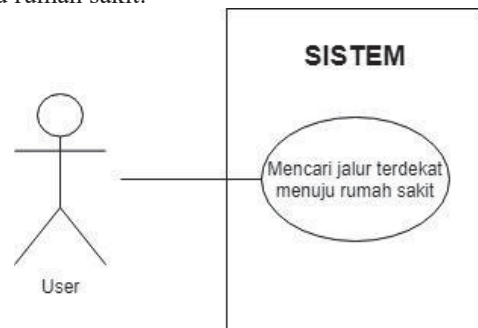 rumah sakit.
SISTEM
Mencari jalur terdekat
menuju rumah sakit
User